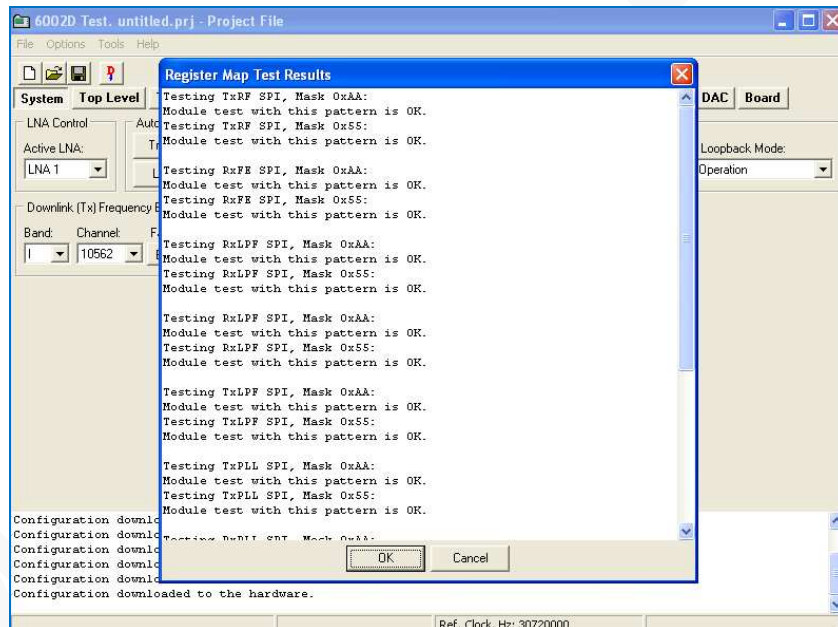 6002D Test. untitled.prj - Project File
File Options Tools Help
Register Map Test Results
System Top Level DAC Board
LNA Control
Active LNA:
LNA 1
Loopback Mode:
Operation
Downlink (Tx) Frequency
Band: Channel:
I 10562
Testing TxRF SPI, Mask 0xAA:
Module test with this pattern is OK.
Testing TxRF SPI, Mask 0x55:
Module test with this pattern is OK.
Testing RxFE SPI, Mask 0xAA:
Module test with this pattern is OK.
Testing RxFE SPI, Mask 0x55:
Module test with this pattern is OK.
Testing RxLPF SPI, Mask 0xAA:
Module test with this pattern is OK.
Testing RxLPF SPI, Mask 0x55:
Module test with this pattern is OK.
Testing RxLPF SPI, Mask 0xAA:
Module test with this pattern is OK.
Testing RxLPF SPI, Mask 0x55:
Module test with this pattern is OK.
Testing TxLPF SPI, Mask 0xAA:
Module test with this pattern is OK.
Testing TxLPF SPI, Mask 0x55:
Module test with this pattern is OK.
Testing TxPLL SPI, Mask 0xAA:
Module test with this pattern is OK.
Testing TxPLL SPI, Mask 0x55:
Module test with this pattern is OK.
Testing RxPLL SPI, Mask 0xAA:
OK Cancel
Configuration downlo
Configuration downlo
Configuration downlo
Configuration downlo
Configuration downlo
Configuration downloaded to the hardware.
Ref. Clock, Hz: 30720000